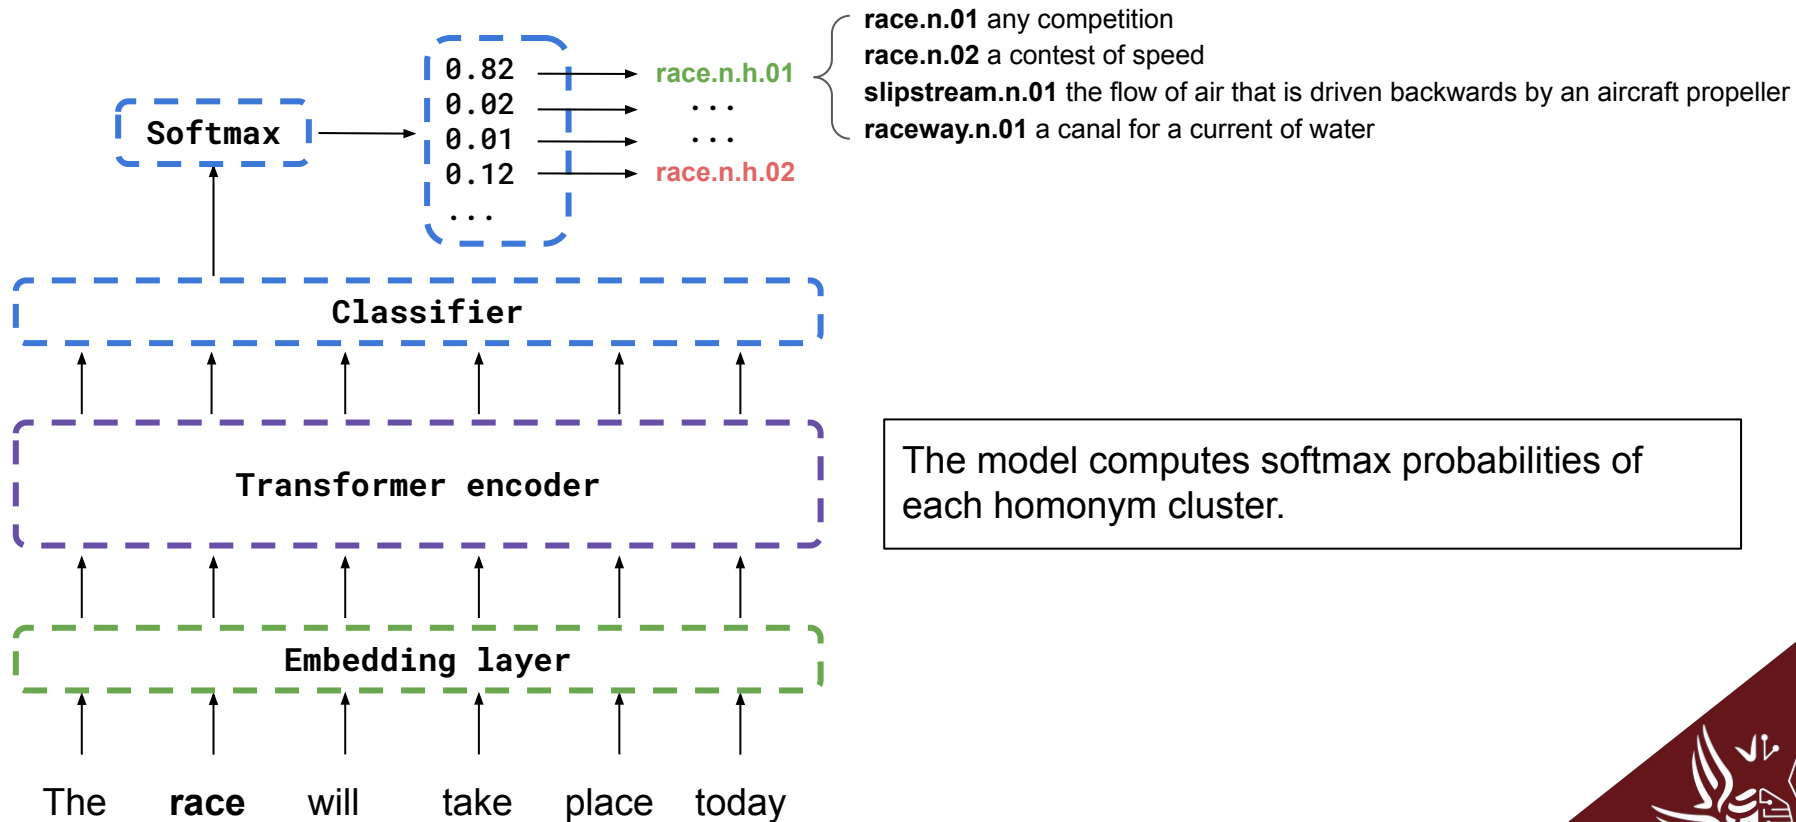 race.n.01 any competition
race.n.02 a contest of speed
slipstream.n.01 the flow of air that is driven backwards by an aircraft propeller
raceway.n.01 a canal for a current of water
0.82
race.n.h.01
0.02
...
0.01
...
0.12
race.n.h.02
...
Softmax
Classifier
Transformer encoder
The model computes softmax probabilities of
each homonym cluster.
Embedding layer
The race will take place today